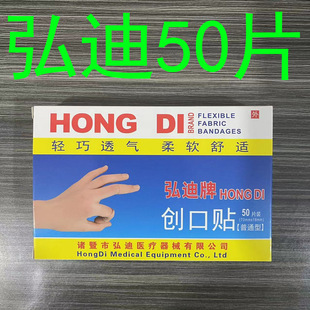 弘迪50片
HONG DI
BRAND
FLEXIBLE
FABRIC
BANDAGES
外
轻巧透气 柔软舒适
弘迪牌 HONG DI
创口贴
50片装
【普通型】
诸暨市弘迪医疗器械有限公司
HongDi Medical Equipment Co., Ltd